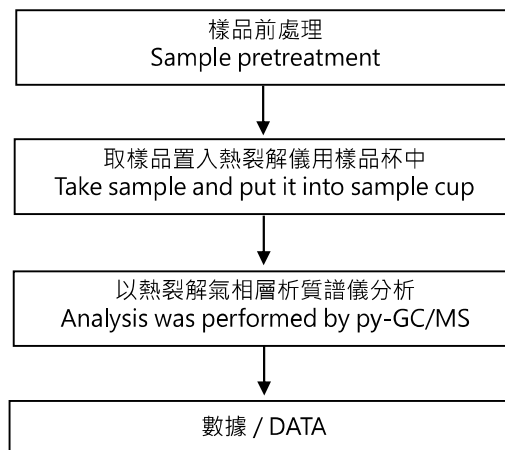 樣品前處理
Sample pretreatment
取樣品置入熱裂解儀用樣品杯中
Take sample and put it into sample cup
以熱裂解氣相層析質譜儀分析
Analysis was performed by py-GC/MS
數據 / DATA